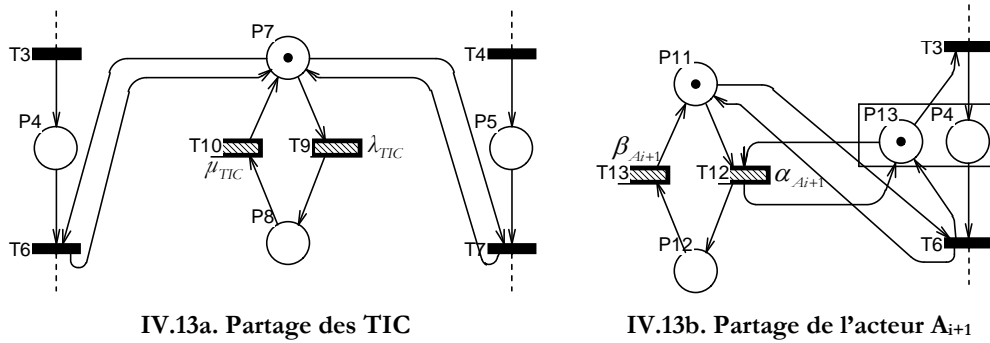 P7
T3
T4
P4
P5
T10
T9
λTIC
μTIC
P8
T6
T7
T3
P11
P13
P4
βAi+1
T13
T12
αAi+1
T6
P12
IV.13a. Partage des TIC
IV.13b. Partage de l'acteur Ai+1